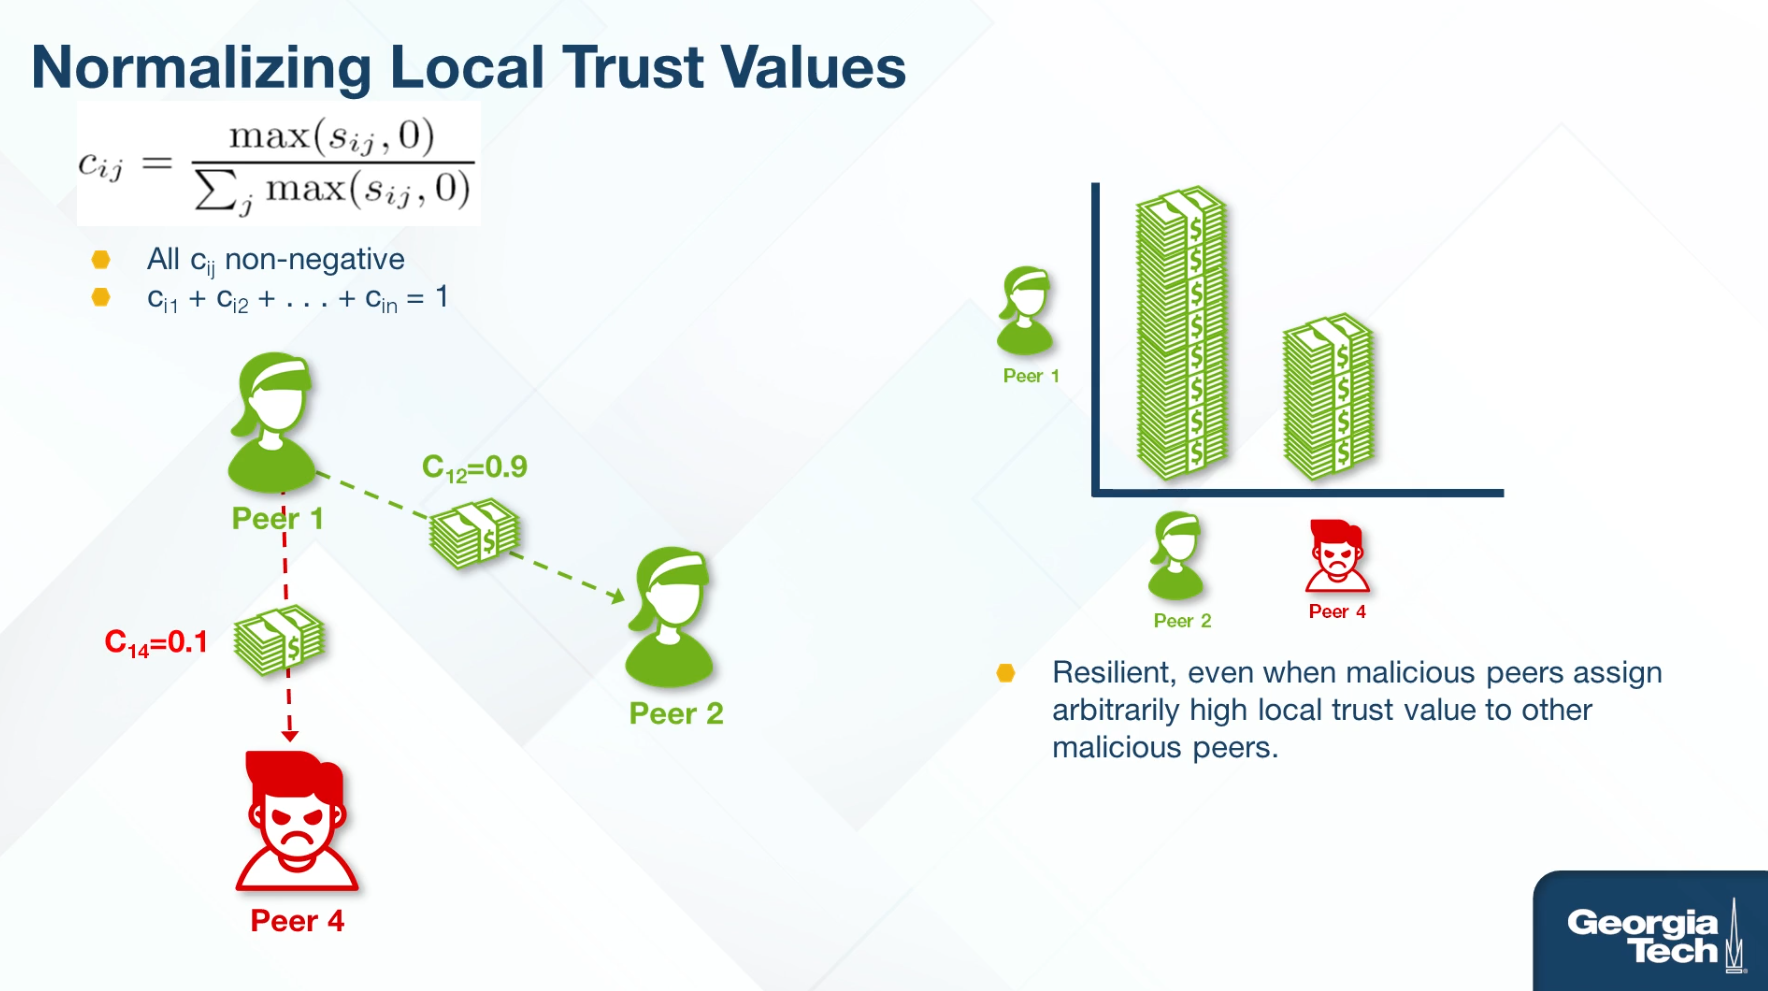 Normalizing Local Trust Values
c_{ij} = \frac{\max(s_{ij}, 0)}{\sum_j \max(s_{ij}, 0)}
All c_{ij} non-negative
c_{i1} + c_{i2} + . . . + c_{in} = 1
Peer 1
C_{12}=0.9
Peer 2
C_{14}=0.1
Peer 4
Peer 1
Peer 2
Peer 4
Resilient, even when malicious peers assign
arbitrarily high local trust value to other
malicious peers.
Georgia
Tech